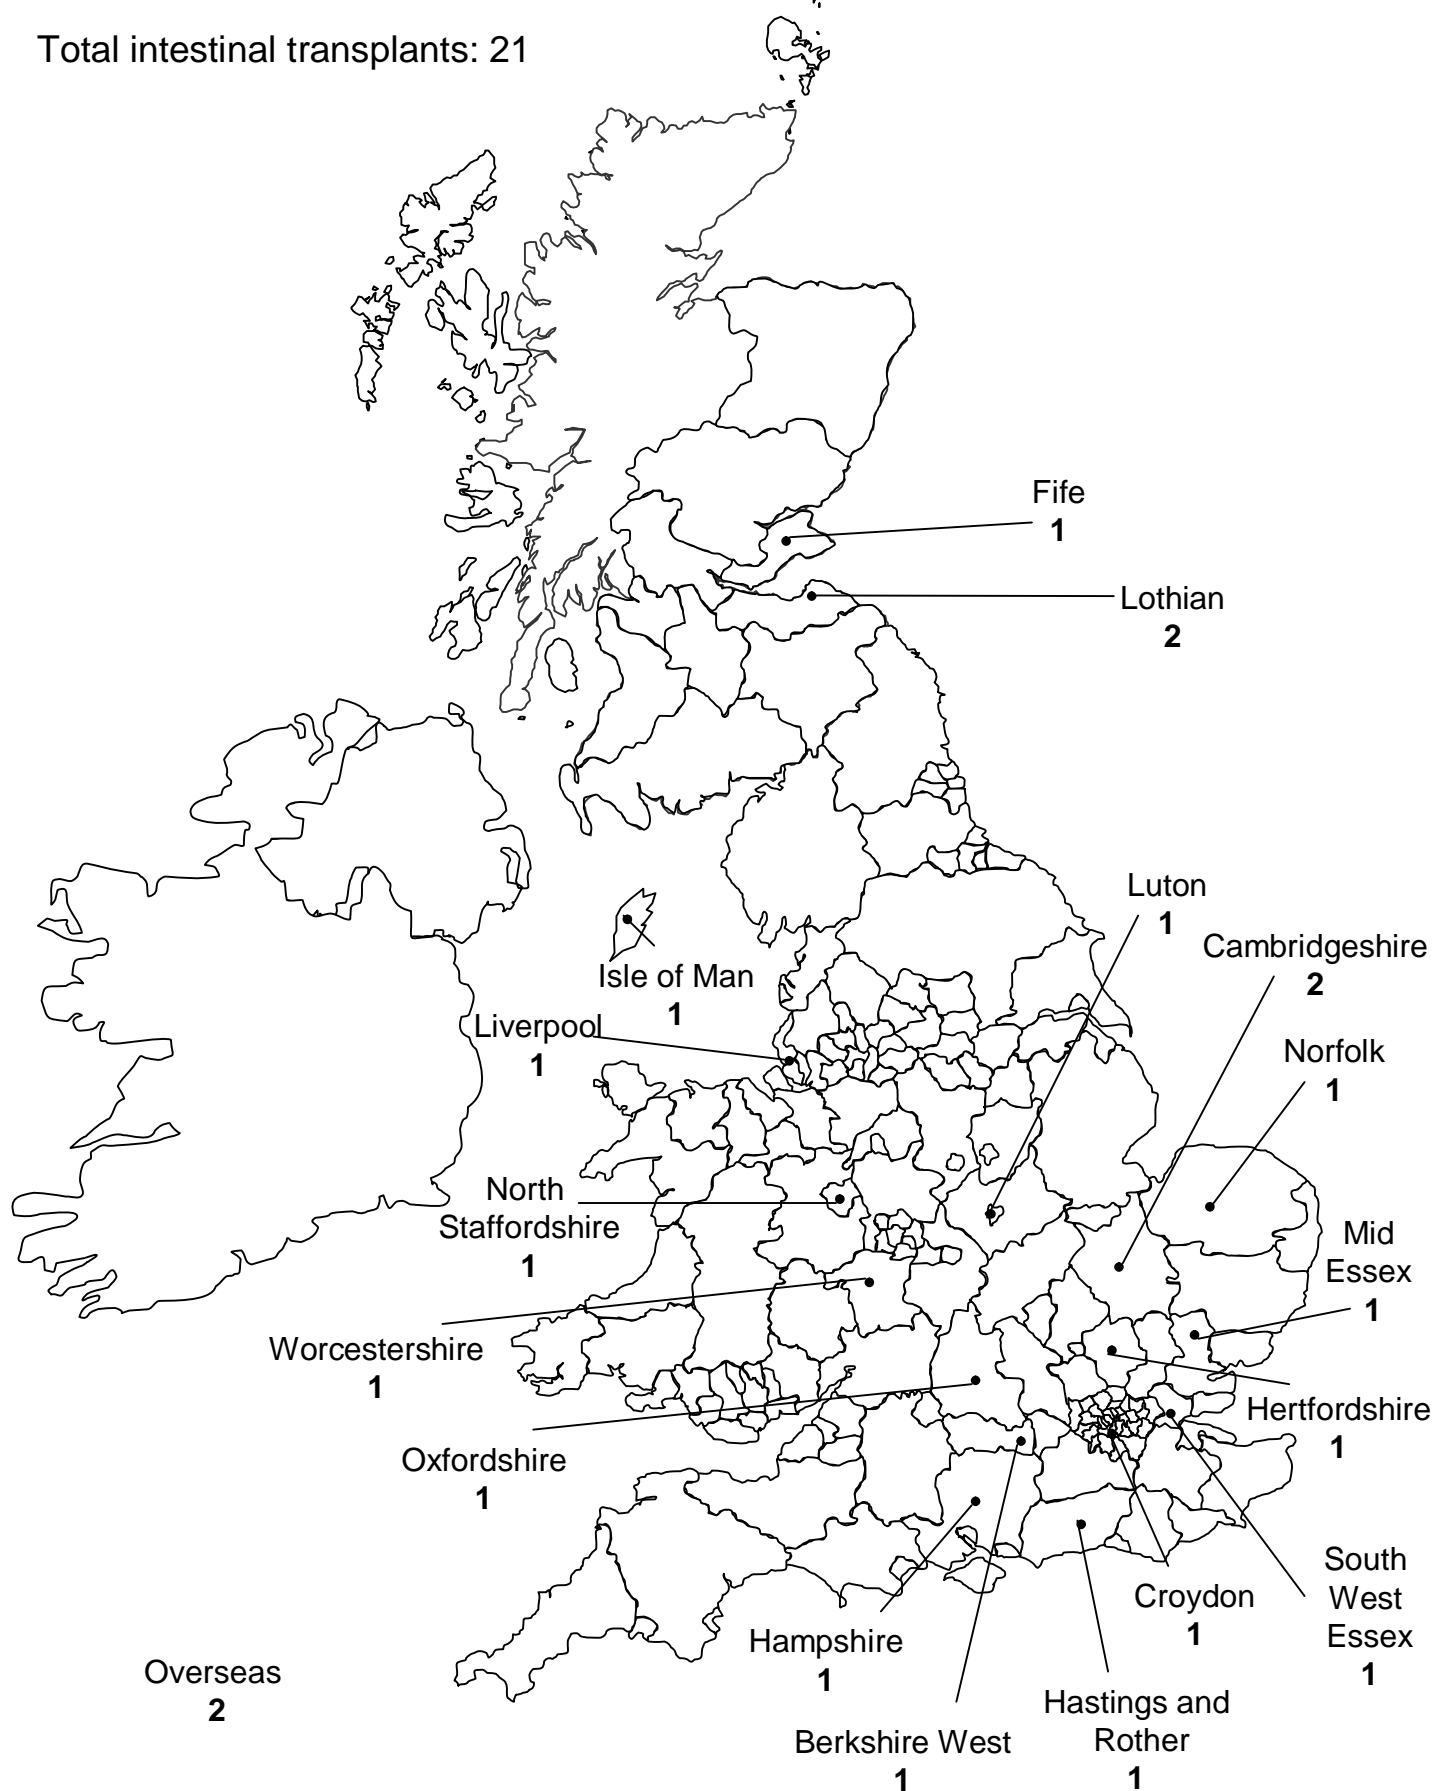 Total intestinal transplants: 21
Fife
1
Lothian
2
Luton
1
Cambridgeshire
2
Isle of Man
1
Liverpool
1
Norfolk
1
North
Staffordshire
1
Mid
Essex
1
Worcestershire
1
Hertfordshire
1
Oxfordshire
1
South
West
Essex
1
Croydon
1
Hampshire
1
Overseas
2
Hastings and
Rother
1
Berkshire West
1